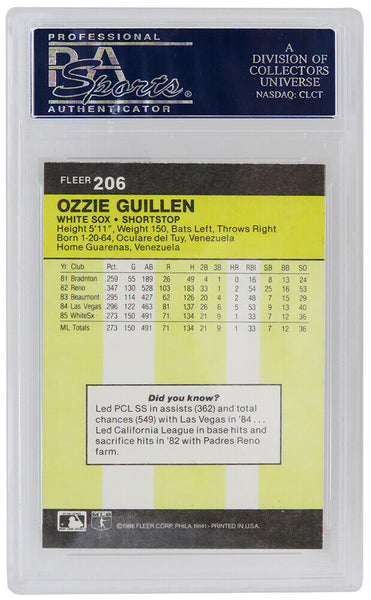 PROFESSIONAL
PSA
Sports
AUTHENTICATOR
A
DIVISION OF
COLLECTORS
UNIVERSE
NASDAQ: CLCT
FLEER 206
OZZIE GUILLEN
WHITE SOX • SHORTSTOP
Height 5'11", Weight 150, Bats Left, Throws Right
Born 1-20-64, Oculare del Tuy, Venezuela
Home Guarenas, Venezuela
Yr. Club Pct. G AB R H 2B 3B HR RBI SB BB SO
81 Bradnton .259 55 189 26 49 4 1 0 16 8 13 24
82 Reno .347 130 528 103 183 33 1 2 54 25 16 53
83 Beaumont .295 114 427 62 126 20 4 2 48 7 15 29
84 Las Vegas .296 122 463 81 137 26 6 5 53 9 13 40
85 WhiteSx .273 150 491 71 134 21 9 1 33 7 12 36
ML Totals .273 150 491 71 134 21 9 1 33 7 12 36
Did you know?
Led PCL SS in assists (362) and total
chances (549) with Las Vegas in '84 . . .
Led California League in base hits and
sacrifice hits in '82 with Padres Reno
farm.
©1986 FLEER CORP., PHILA. 19141 - PRINTED IN U.S.A.